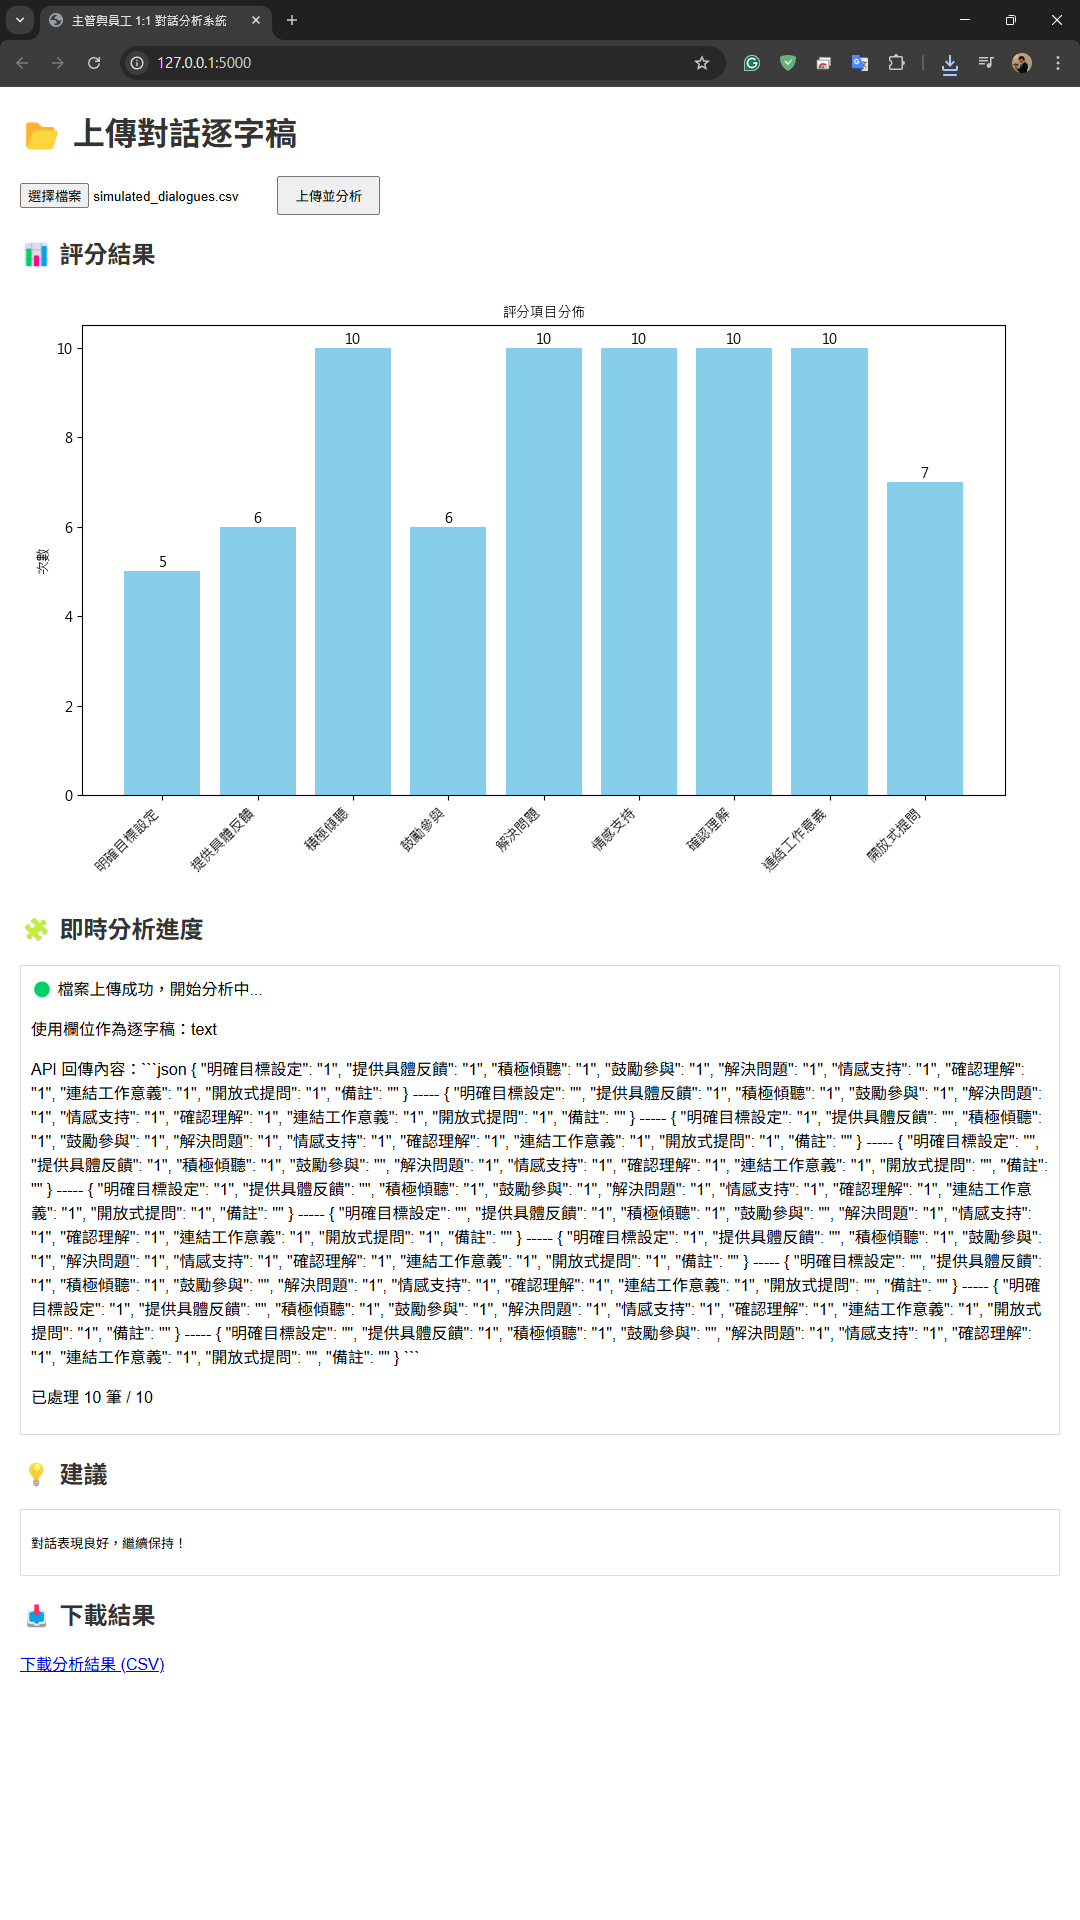 主管與員工 1:1 對話分析系統
127.0.0.1:5000
上傳對話逐字稿
選擇檔案 simulated_dialogues.csv 上傳並分析
評分結果
評分項目分佈
次數
10
8
6
4
2
0
5
6
10
6
10
10
10
10
7
明確目標設定
提供具體反饋
積極傾聽
鼓勵參與
解決問題
情感支持
確認理解
連結工作意義
開放式提問
即時分析進度
檔案上傳成功，開始分析中...
使用欄位作為逐字稿：text
API 回傳內容：```json { "明確目標設定": "1", "提供具體反饋": "1", "積極傾聽": "1", "鼓勵參與": "1", "解決問題": "1", "情感支持": "1", "確認理解":
"1", "連結工作意義": "1", "開放式提問": "1", "備註": "" } ----- { "明確目標設定": "", "提供具體反饋": "1", "積極傾聽": "1", "鼓勵參與": "1", "解決問題":
"1", "情感支持": "1", "確認理解": "1", "連結工作意義": "1", "開放式提問": "1", "備註": "" } ----- { "明確目標設定": "1", "提供具體反饋": "", "積極傾聽":
"1", "鼓勵參與": "1", "解決問題": "1", "情感支持": "1", "確認理解": "1", "連結工作意義": "1", "開放式提問": "1", "備註": "" } ----- { "明確目標設定": "",
"提供具體反饋": "1", "積極傾聽": "1", "鼓勵參與": "", "解決問題": "1", "情感支持": "1", "確認理解": "1", "連結工作意義": "1", "開放式提問": "", "備註":
"" } ----- { "明確目標設定": "1", "提供具體反饋": "", "積極傾聽": "1", "鼓勵參與": "1", "解決問題": "1", "情感支持": "1", "確認理解": "1", "連結工作意
義": "1", "開放式提問": "1", "備註": "" } ----- { "明確目標設定": "", "提供具體反饋": "1", "積極傾聽": "1", "鼓勵參與": "", "解決問題": "1", "情感支持":
"1", "確認理解": "1", "連結工作意義": "1", "開放式提問": "1", "備註": "" } ----- { "明確目標設定": "1", "提供具體反饋": "", "積極傾聽": "1", "鼓勵參與":
"1", "解決問題": "1", "情感支持": "1", "確認理解": "1", "連結工作意義": "1", "開放式提問": "1", "備註": "" } ----- { "明確目標設定": "", "提供具體反饋":
"1", "積極傾聽": "1", "鼓勵參與": "", "解決問題": "1", "情感支持": "1", "確認理解": "1", "連結工作意義": "1", "開放式提問": "", "備註": "" } ----- { "明確
目標設定": "1", "提供具體反饋": "", "積極傾聽": "1", "鼓勵參與": "1", "解決問題": "1", "情感支持": "1", "確認理解": "1", "連結工作意義": "1", "開放式
提問": "1", "備註": "" } ----- { "明確目標設定": "", "提供具體反饋": "1", "積極傾聽": "1", "鼓勵參與": "", "解決問題": "1", "情感支持": "1", "確認理解":
"1", "連結工作意義": "1", "開放式提問": "", "備註": "" } ```
已處理 10 筆 / 10
建議
對話表現良好，繼續保持！
下載結果
下載分析結果 (CSV)